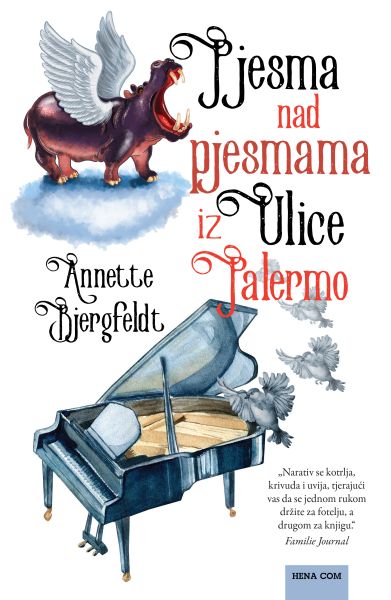 Pjesma
nad
pjesmama
iz Ulice
Palermo
Annette
Bjergfeldt
„Narativ se kotrlja,
krivuda i uvija, tjerajući
vas da se jednom rukom
držite za fotelju, a
drugom za knjigu.“
Familie Journal
HENA COM